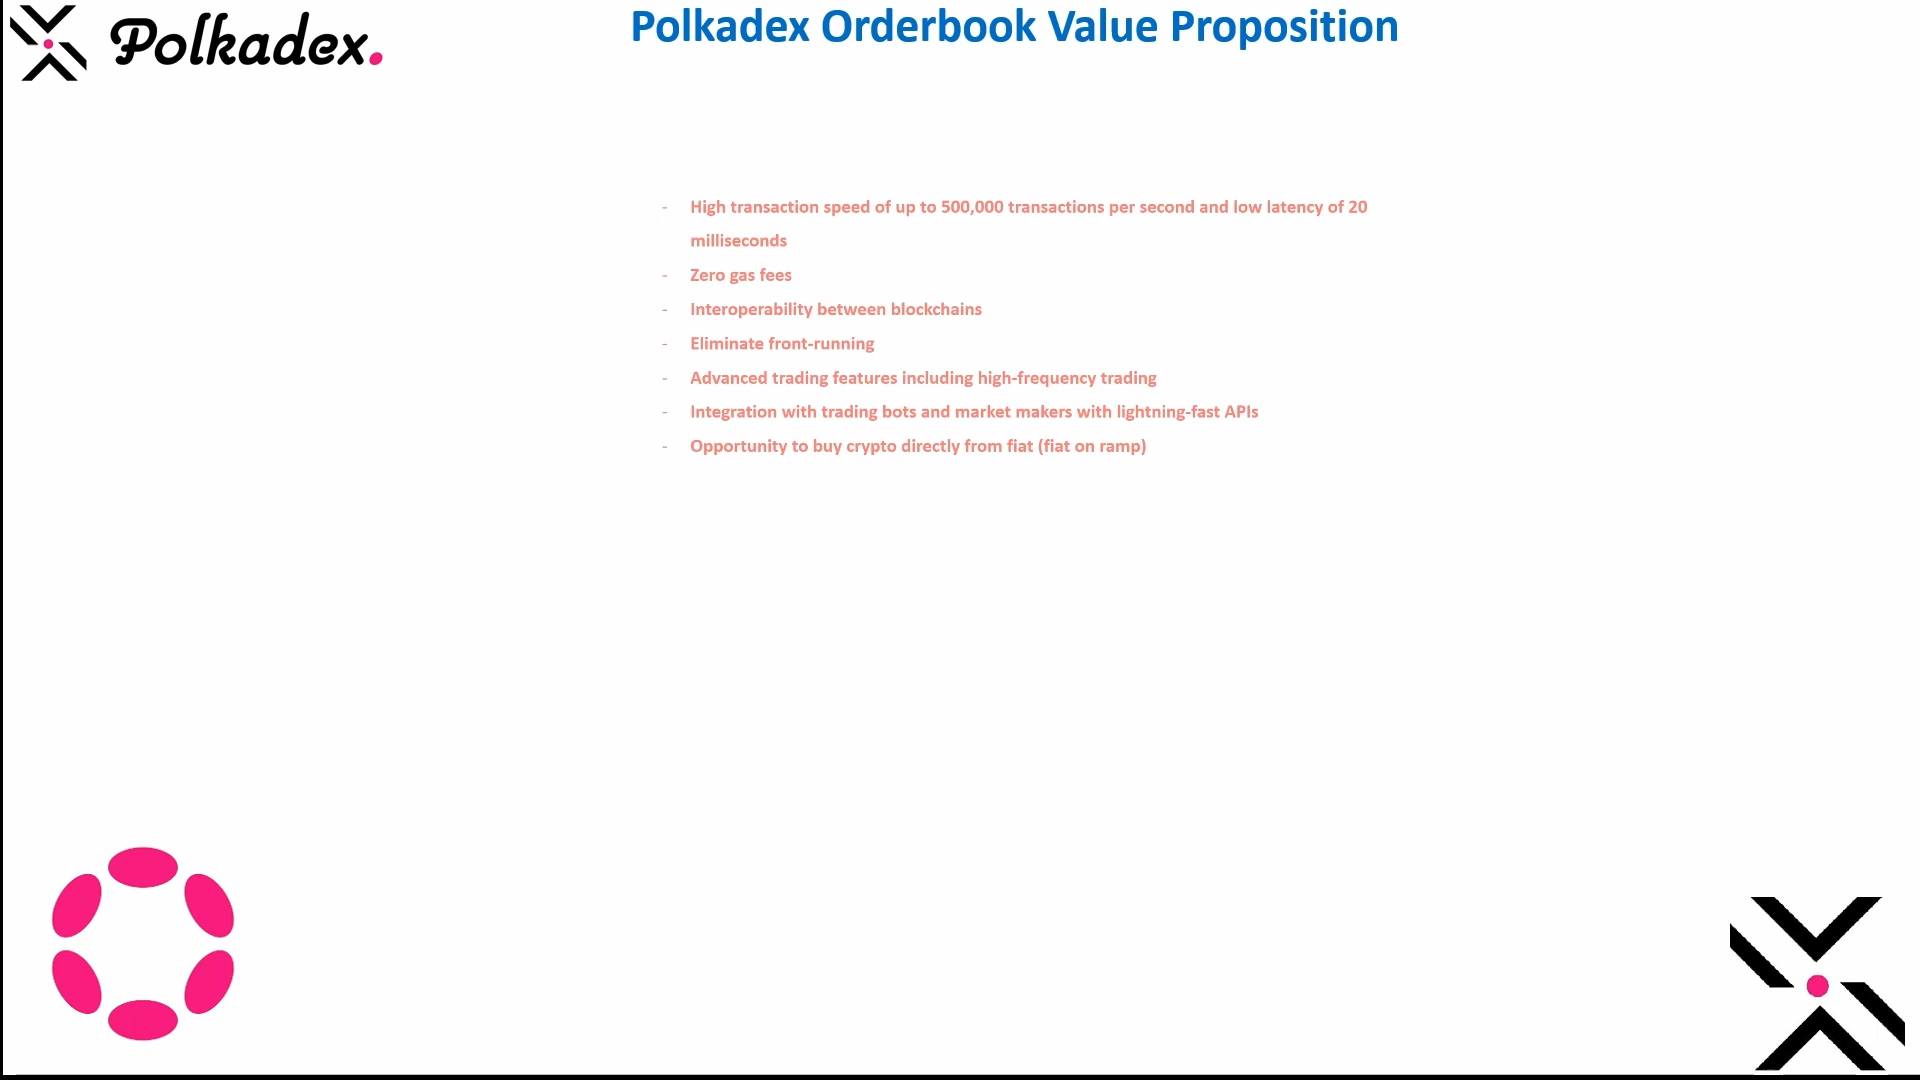 Polkadex.
Polkadex Orderbook Value Proposition
- High transaction speed of up to 500,000 transactions per second and low latency of 20
milliseconds
- Zero gas fees
- Interoperability between blockchains
- Eliminate front-running
- Advanced trading features including high-frequency trading
- Integration with trading bots and market makers with lightning-fast APIs
- Opportunity to buy crypto directly from fiat (fiat on ramp)